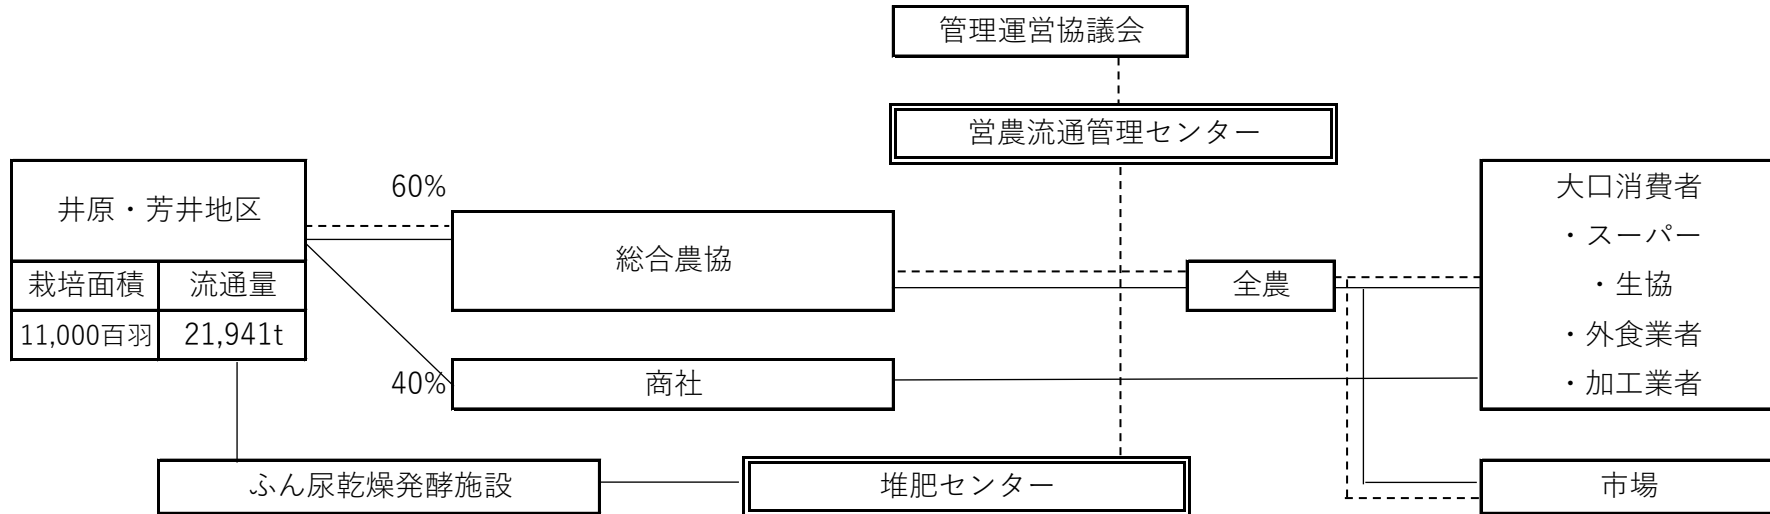 管理運営協議会
営農流通管理センター
井原・芳井地区
栽培面積 流通量
11,000百羽 21,941t
60%
40%
総合農協
商社
全農
大口消費者
・スーパー
・生協
・外食業者
・加工業者
ふん尿乾燥発酵施設
堆肥センター
市場